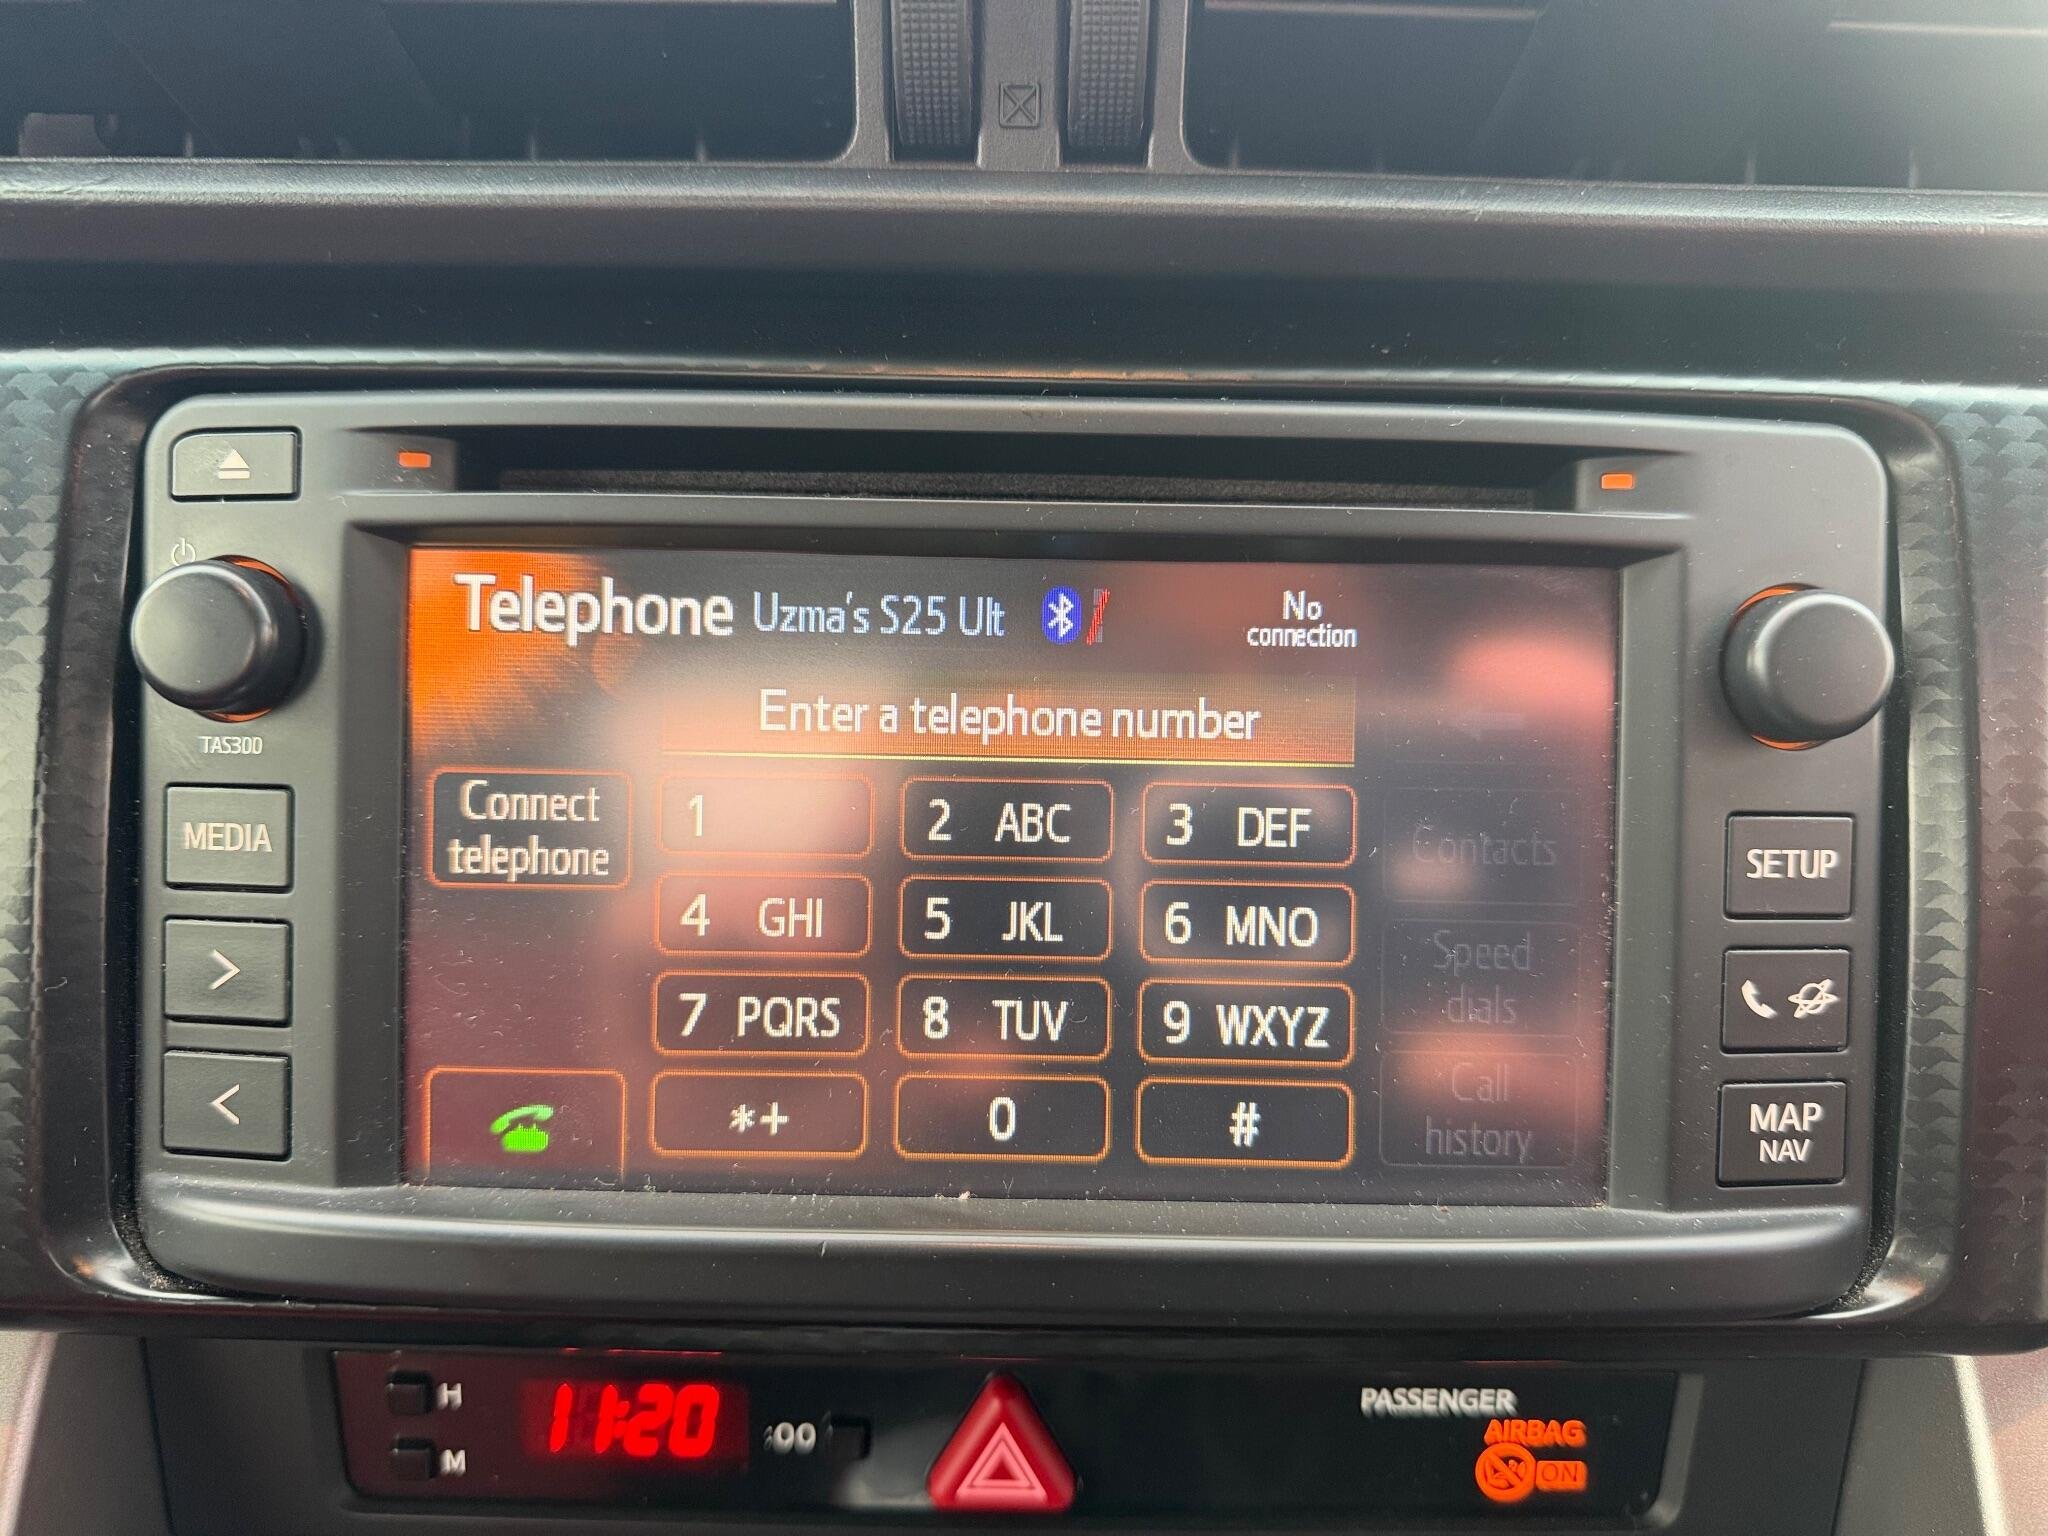 TAS300
MEDIA
>
<
Telephone Uzma's S25 Ult
No
connection
Enter a telephone number
Connect
telephone
1
2 ABC
3 DEF
4 GHI
5 JKL
6 MNO
7 PQRS
8 TUV
9 WXYZ
*+
0
#
Contacts
Speed
dials
Call
history
SETUP
MAP
NAV
H
M
11:20
:00
PASSENGER
AIRBAG
ON